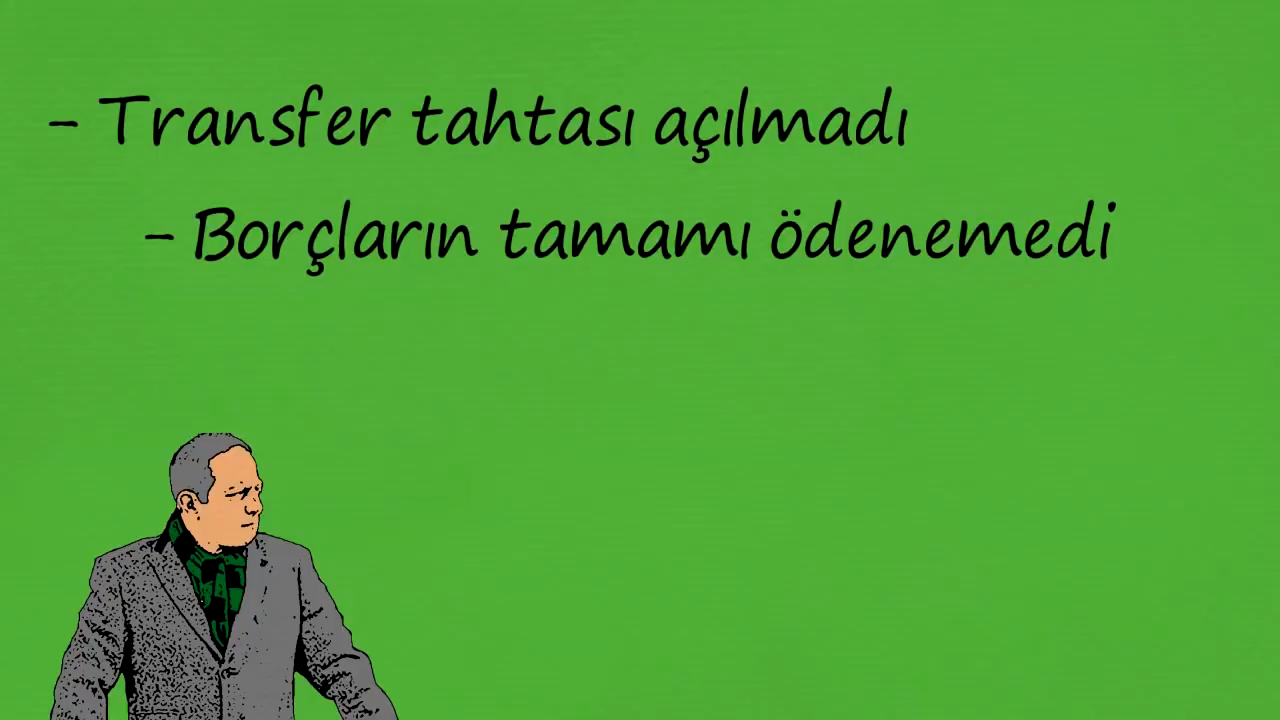 - Transfer tahtası açılmadı
- Borçların tamamı ödenemedi